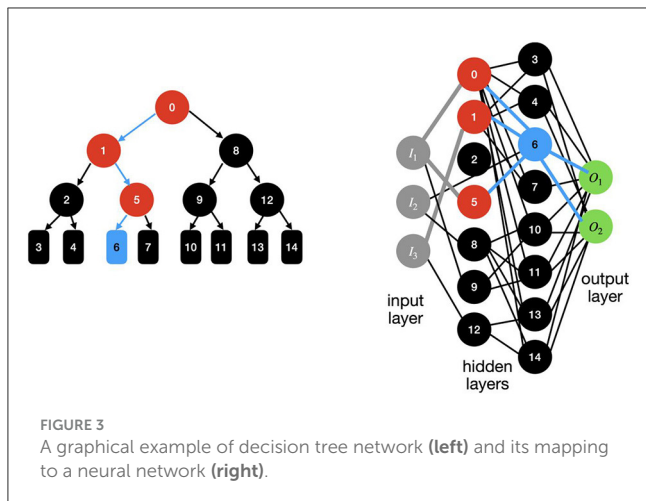 0
1
8
2
5
9
12
3 4 6 7 10 11 13 14
0
3
1
4
I1
2
6
I2
5
7
O1
I3
8
10
O2
9
11
input
layer
12
13
output
layer
hidden
layers
14
FIGURE 3
A graphical example of decision tree network (left) and its mapping
to a neural network (right).